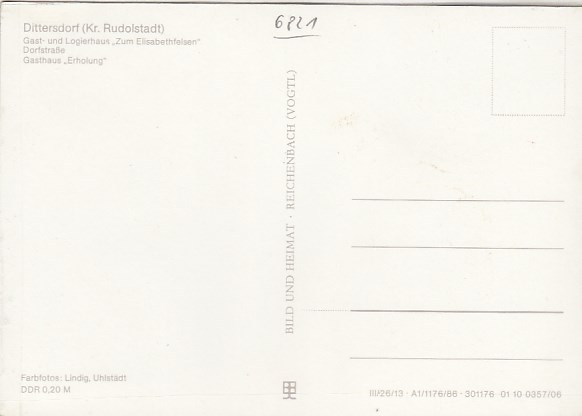 6821
Dittersdorf (Kr. Rudolstadt)
Gast- und Logierhaus „Zum Elisabethfelsen"
Dorfstraße
Gasthaus „Erholung"
BILD UND HEIMAT · REICHENBACH (VOGTL)
Farbfotos: Lindig, Uhlstädt
DDR 0,20 M
III/26/13 · A1/1176/86 · 301176 01 10 0357/06